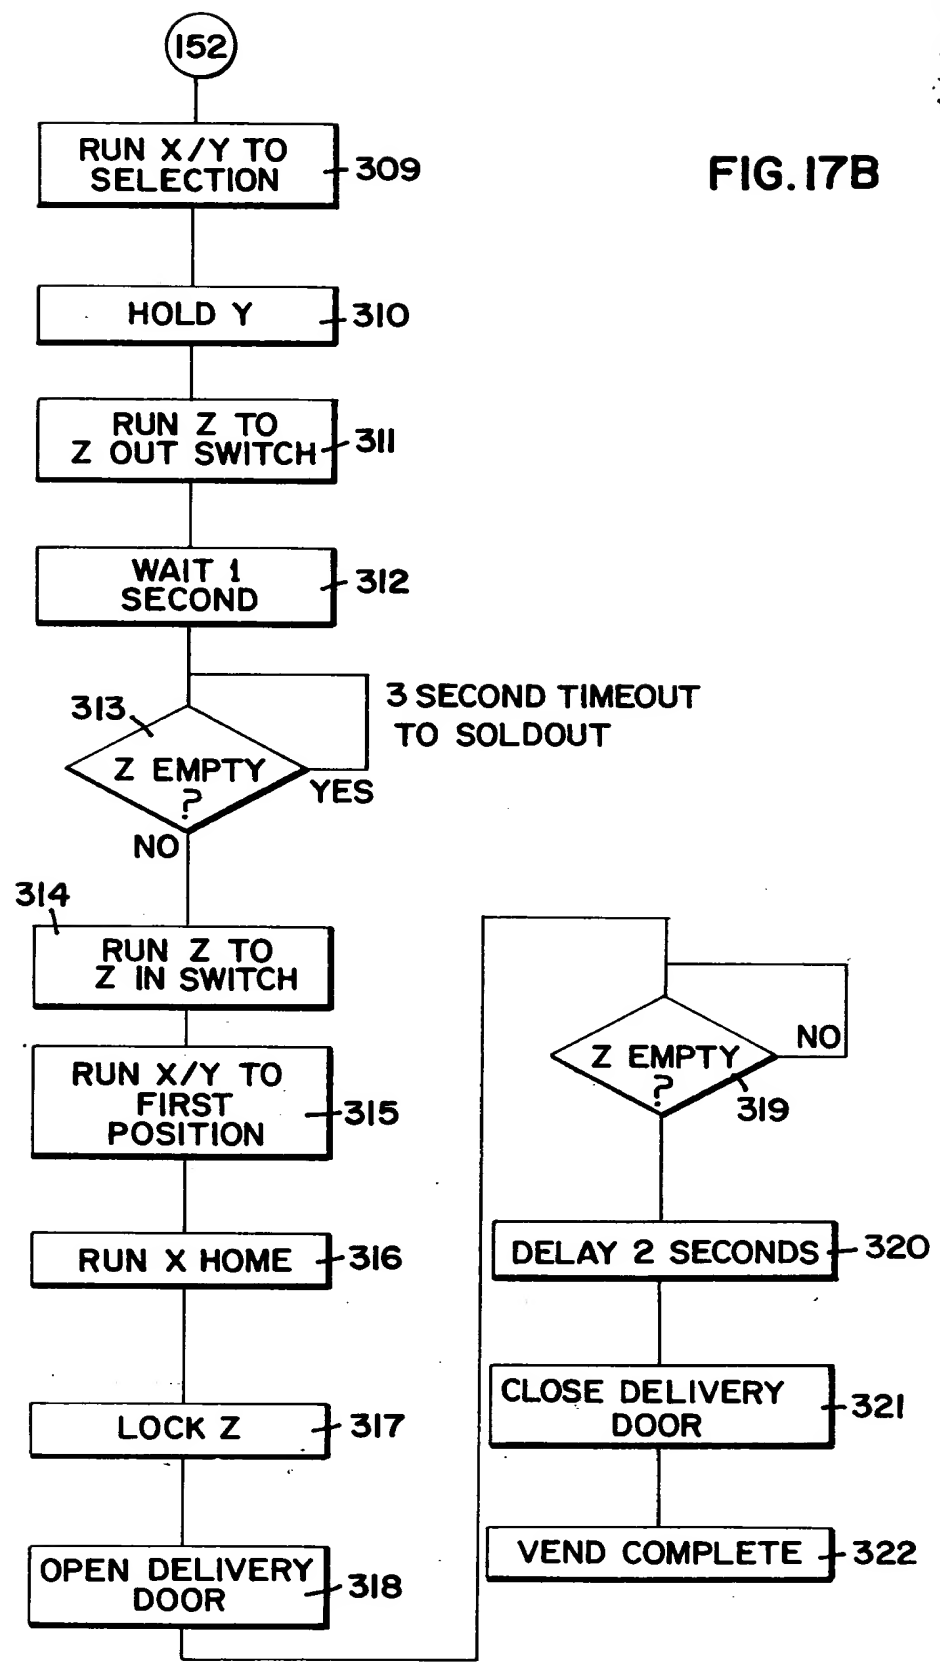 152
RUN X/Y TO
SELECTION
309
FIG. 17B
HOLD Y
310
RUN Z TO
Z OUT SWITCH
311
WAIT 1
SECOND
312
313
3 SECOND TIMEOUT
TO SOLDOUT
Z EMPTY
?
YES
NO
314
RUN Z TO
Z IN SWITCH
RUN X/Y TO
FIRST
POSITION
315
RUN X HOME
316
LOCK Z
317
OPEN DELIVERY
DOOR
318
Z EMPTY
?
NO
319
DELAY 2 SECONDS
320
CLOSE DELIVERY
DOOR
321
VEND COMPLETE
322